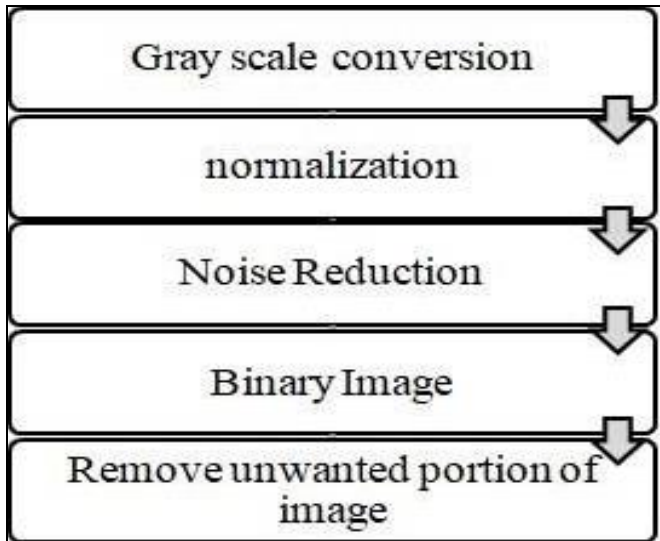 Gray scale conversion
normalization
Noise Reduction
Binary Image
Remove unwanted portion of
image